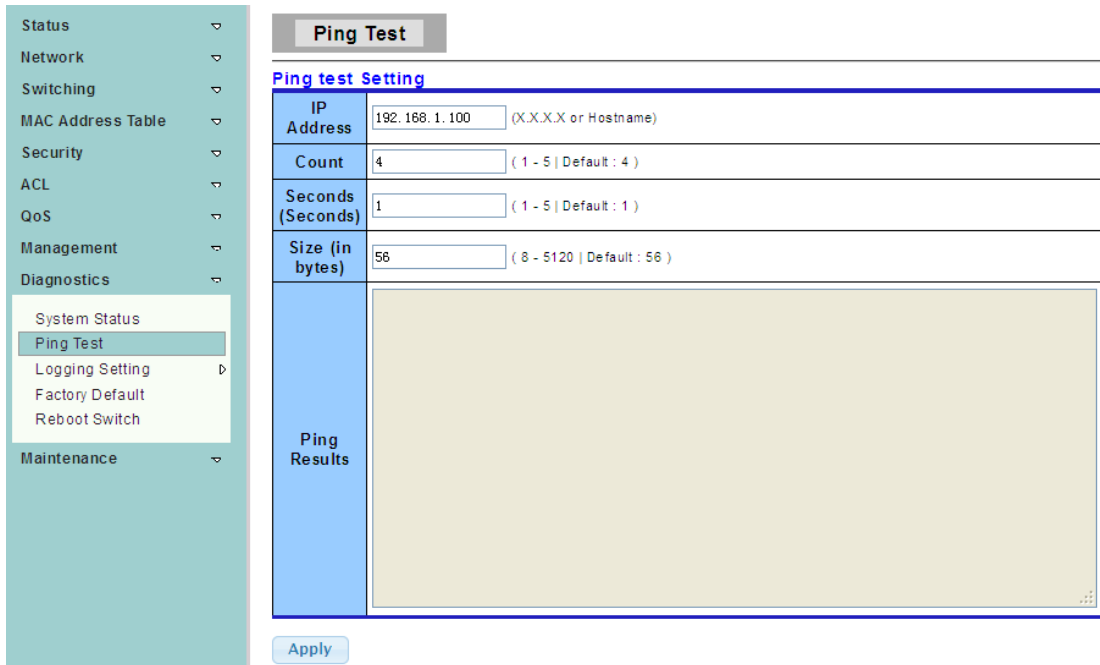 Status
Network
Switching
MAC Address Table
Security
ACL
QoS
Management
Diagnostics
System Status
Ping Test
Logging Setting
Factory Default
Reboot Switch
Maintenance
Ping Test
Ping test Setting
IP
Address
192.168.1.100 (X.X.X.X or Hostname)
Count 4 ( 1 - 5 | Default : 4 )
Seconds
(Seconds)
1 ( 1 - 5 | Default : 1 )
Size (in
bytes)
56 ( 8 - 5120 | Default : 56 )
Ping
Results
Apply